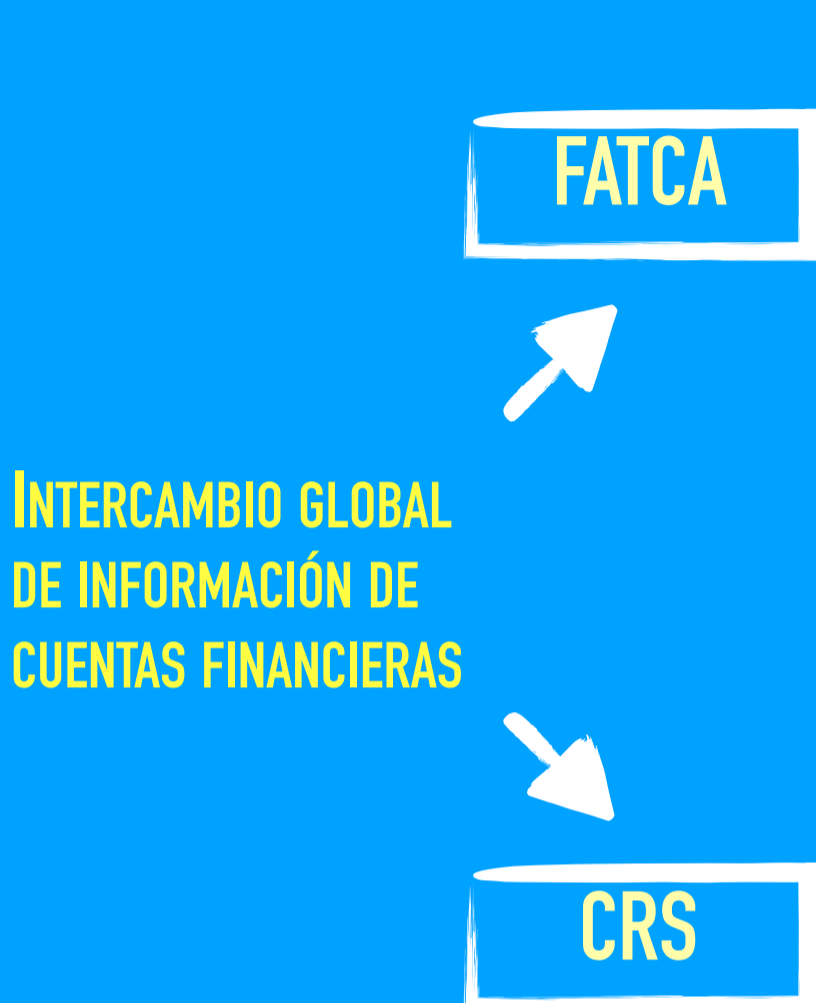 FATCA
INTERCAMBIO GLOBAL
DE INFORMACIÓN DE
CUENTAS FINANCIERAS
CRS